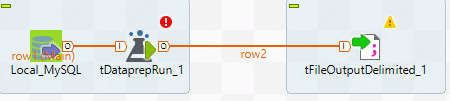 row1 (Main)
row2
Local_MySQL
tDataprepRun_1
tFileOutputDelimited_1